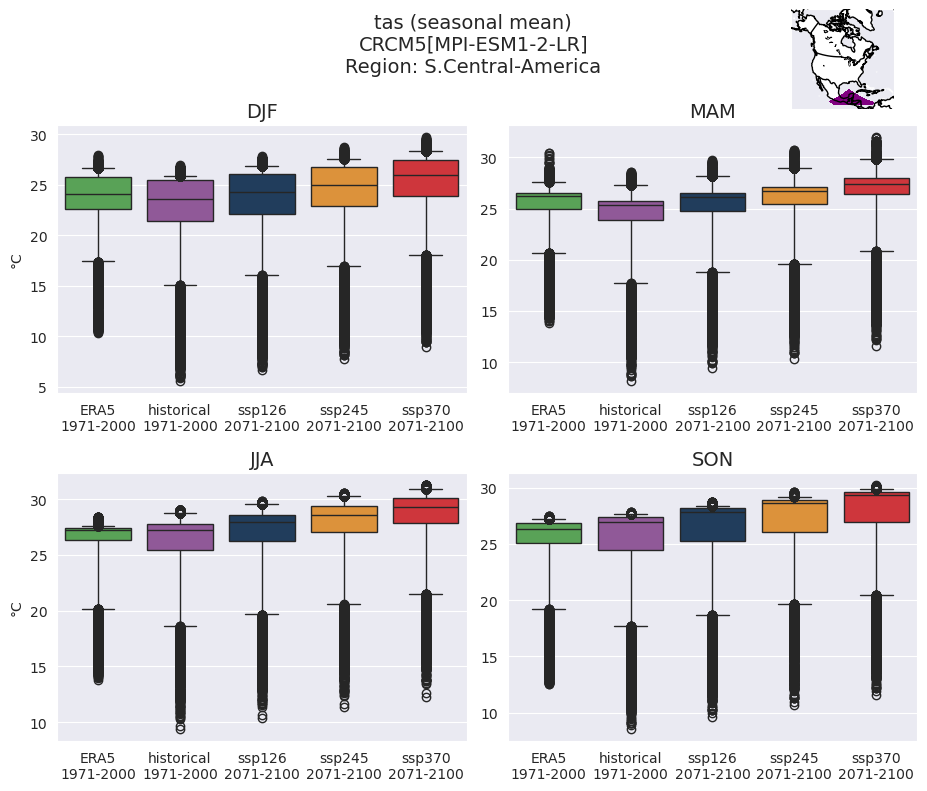 tas (seasonal mean)
CRCM5[MPI-ESM1-2-LR]
Region: S.Central-America
DJF
30
25
20
15
10
5
°C
ERA5 historical ssp126 ssp245 ssp370
1971-2000 1971-2000 2071-2100 2071-2100 2071-2100
MAM
30
25
20
15
10
ERA5 historical ssp126 ssp245 ssp370
1971-2000 1971-2000 2071-2100 2071-2100 2071-2100
JJA
30
25
20
15
10
°C
ERA5 historical ssp126 ssp245 ssp370
1971-2000 1971-2000 2071-2100 2071-2100 2071-2100
SON
30
25
20
15
10
ERA5 historical ssp126 ssp245 ssp370
1971-2000 1971-2000 2071-2100 2071-2100 2071-2100